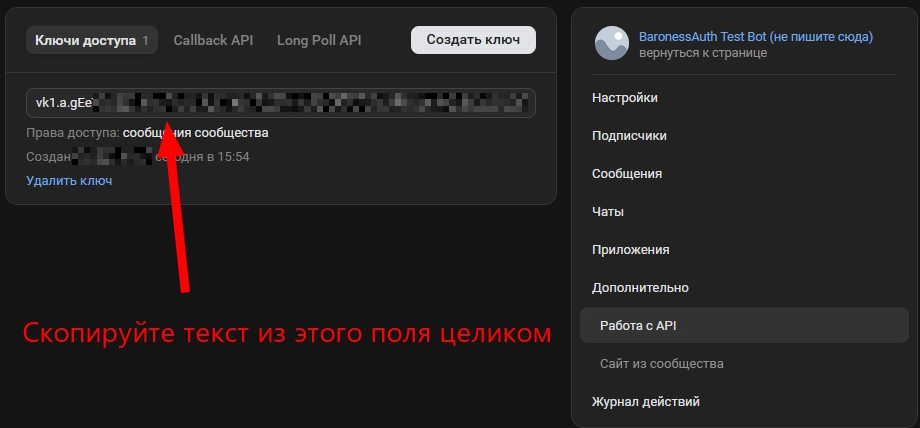 Ключи доступа 1 Callback API Long Poll API Создать ключ
vk1.a.gEe
Права доступа: сообщения сообщества
Создан сегодня в 15:54
Удалить ключ
Скопируйте текст из этого поля целиком
BaronessAuth Test Bot (не пишите сюда)
вернуться к странице
Настройки
Подписчики
Сообщения
Чаты
Приложения
Дополнительно
Работа с API
Сайт из сообщества
Журнал действий